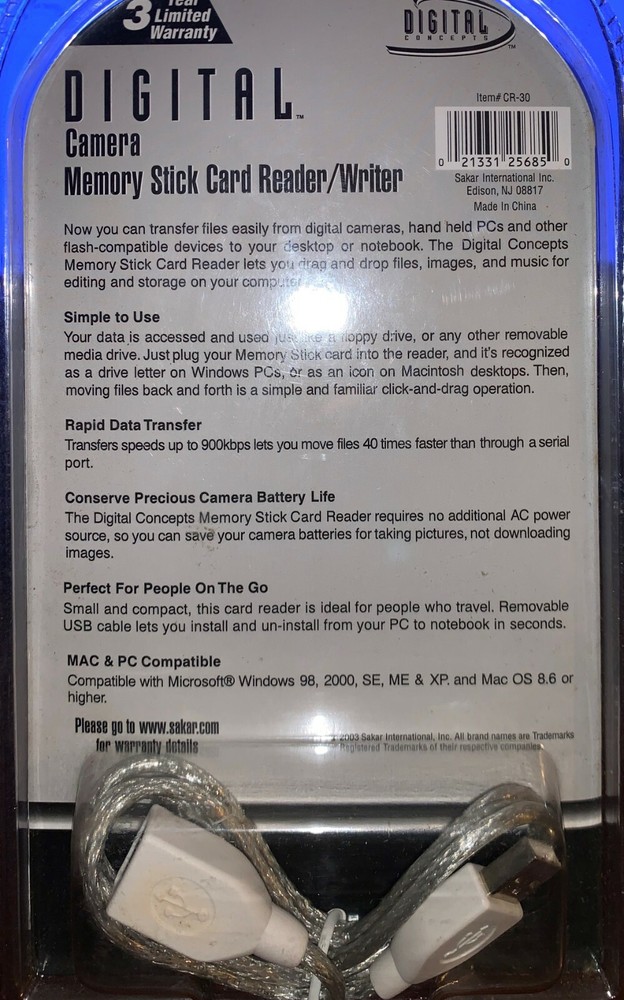 3 Year
Limited
Warranty
DIGITAL
CONCEPTS
TM
DIGITAL TM
Camera
Memory Stick Card Reader/Writer
Item# CR-30
0 21331 25685 0
Sakar International Inc.
Edison, NJ 08817
Made In China
Now you can transfer files easily from digital cameras, hand held PCs and other
flash-compatible devices to your desktop or notebook. The Digital Concepts
Memory Stick Card Reader lets you drag and drop files, images, and music for
editing and storage on your computer
Simple to Use
Your data is accessed and used just like a floppy drive, or any other removable
media drive. Just plug your Memory Stick card into the reader, and it's recognized
as a drive letter on Windows PCs, or as an icon on Macintosh desktops. Then,
moving files back and forth is a simple and familiar click-and-drag operation.
Rapid Data Transfer
Transfers speeds up to 900kbps lets you move files 40 times faster than through a serial
port.
Conserve Precious Camera Battery Life
The Digital Concepts Memory Stick Card Reader requires no additional AC power
source, so you can save your camera batteries for taking pictures, not downloading
images.
Perfect For People On The Go
Small and compact, this card reader is ideal for people who travel. Removable
USB cable lets you install and un-install from your PC to notebook in seconds.
MAC & PC Compatible
Compatible with Microsoft® Windows 98, 2000, SE, ME & XP. and Mac OS 8.6 or
higher.
Please go to www.sakar.com
for warranty details
2003 Sakar International, Inc. All brand names are Trademarks
Registered Trademarks of their respective companies.